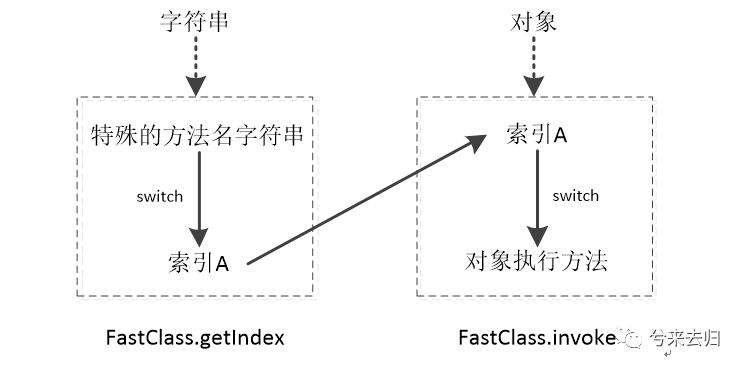 字符串
特殊的方法名字符串
switch
索引A
FastClass.getIndex
对象
索引A
switch
对象执行方法
FastClass.invoke
兮来去归